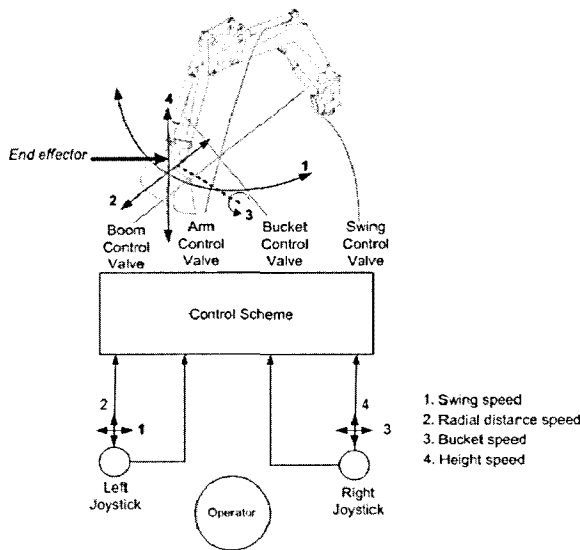 4
End effector
1
2
3
Boom
Control
Valve
Arm
Control
Valve
Bucket
Control
Valve
Swing
Control
Valve
Control Scheme
2
1
4
3
1. Swing speed
2. Radial distance speed
3. Bucket speed
4. Height speed
Left
Joystick
Operator
Right
Joystick